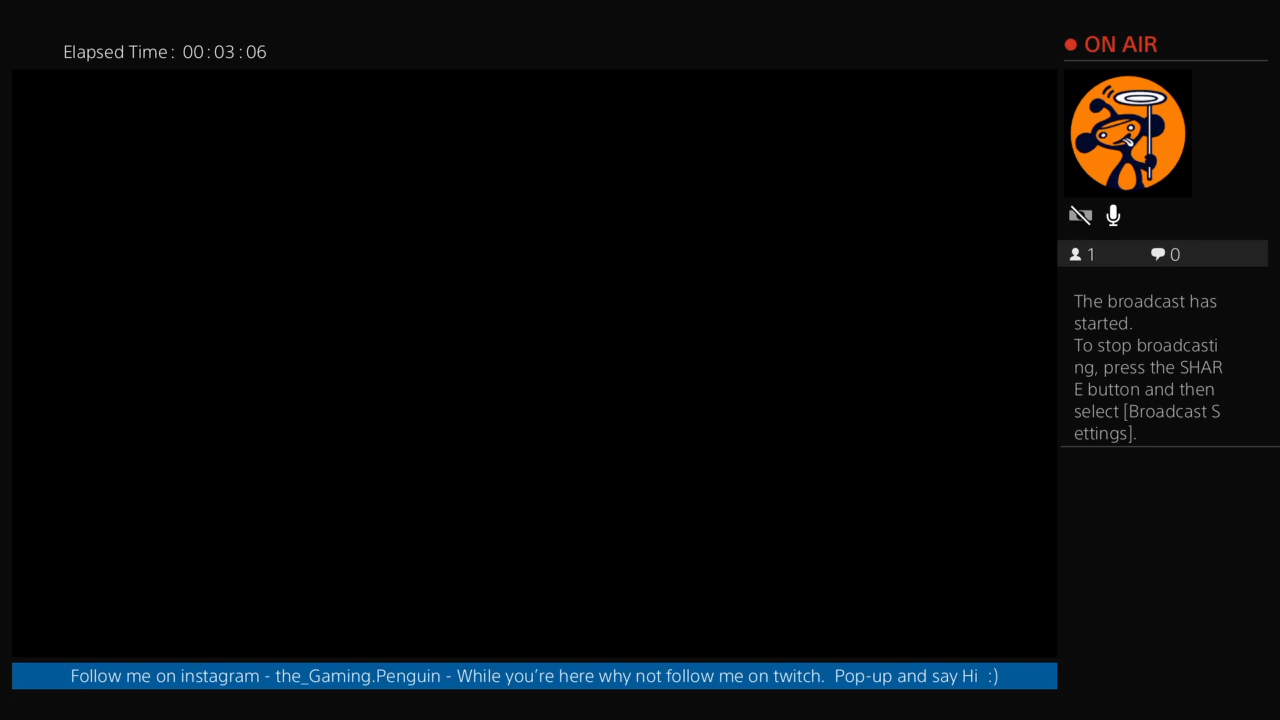 Elapsed Time: 00:03:06
ON AIR
1 0
The broadcast has
started.
To stop broadcasti
ng, press the SHAR
E button and then
select [Broadcast S
ettings].
Follow me on instagram - the_Gaming.Penguin - While you're here why not follow me on twitch. Pop-up and say Hi :)